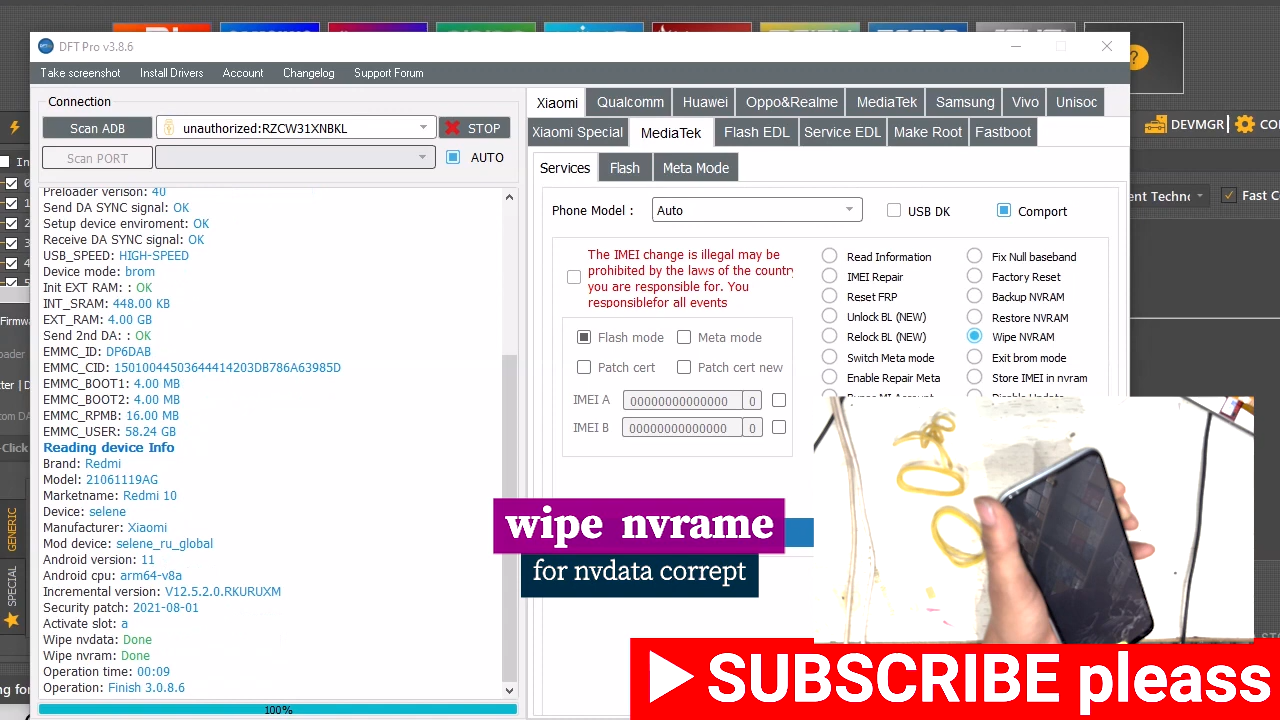 DFT Pro v3.8.6
Take screenshot Install Drivers Account Changelog Support Forum
Connection
Scan ADB unauthorized:RZCW31XNBKL STOP
Scan PORT AUTO
Preloader verison: 40
Send DA SYNC signal: OK
Setup device enviroment: OK
Receive DA SYNC signal: OK
USB_SPEED: HIGH-SPEED
Device mode: brom
Init EXT RAM: : OK
INT_SRAM: 448.00 KB
EXT_RAM: 4.00 GB
Send 2nd DA: : OK
EMMC_ID: DP6DAB
EMMC_CID: 15010044503644414203DB786A63985D
EMMC_BOOT1: 4.00 MB
EMMC_BOOT2: 4.00 MB
EMMC_RPMB: 16.00 MB
EMMC_USER: 58.24 GB
Reading device Info
Brand: Redmi
Model: 21061119AG
Marketname: Redmi 10
Device: selene
Manufacturer: Xiaomi
Mod device: selene_ru_global
Android version: 11
Android cpu: arm64-v8a
Incremental version: V12.5.2.0.RKURUXM
Security patch: 2021-08-01
Activate slot: a
Wipe nvdata: Done
Wipe nvram: Done
Operation time: 00:09
Operation: Finish 3.0.8.6
100%
Xiaomi Qualcomm Huawei Oppo&Realme MediaTek Samsung Vivo Unisoc
Xiaomi Special MediaTek Flash EDL Service EDL Make Root Fastboot
Services Flash Meta Mode
Phone Model : Auto USB DK Comport
The IMEI change is illegal may be
prohibited by the laws of the country
you are responsible for. You
responsiblefor all events
Flash mode Meta mode
Patch cert Patch cert new
IMEI A 00000000000000 0
IMEI B 00000000000000 0
Read Information Fix Null baseband
IMEI Repair Factory Reset
Reset FRP Backup NVRAM
Unlock BL (NEW) Restore NVRAM
Relock BL (NEW) Wipe NVRAM
Switch Meta mode Exit brom mode
Enable Repair Meta Store IMEI in nvram
wipe nvrame
for nvdata corrept
SUBSCRIBE pleass
DEVMGR
Fast
GENERIC
SPECIAL